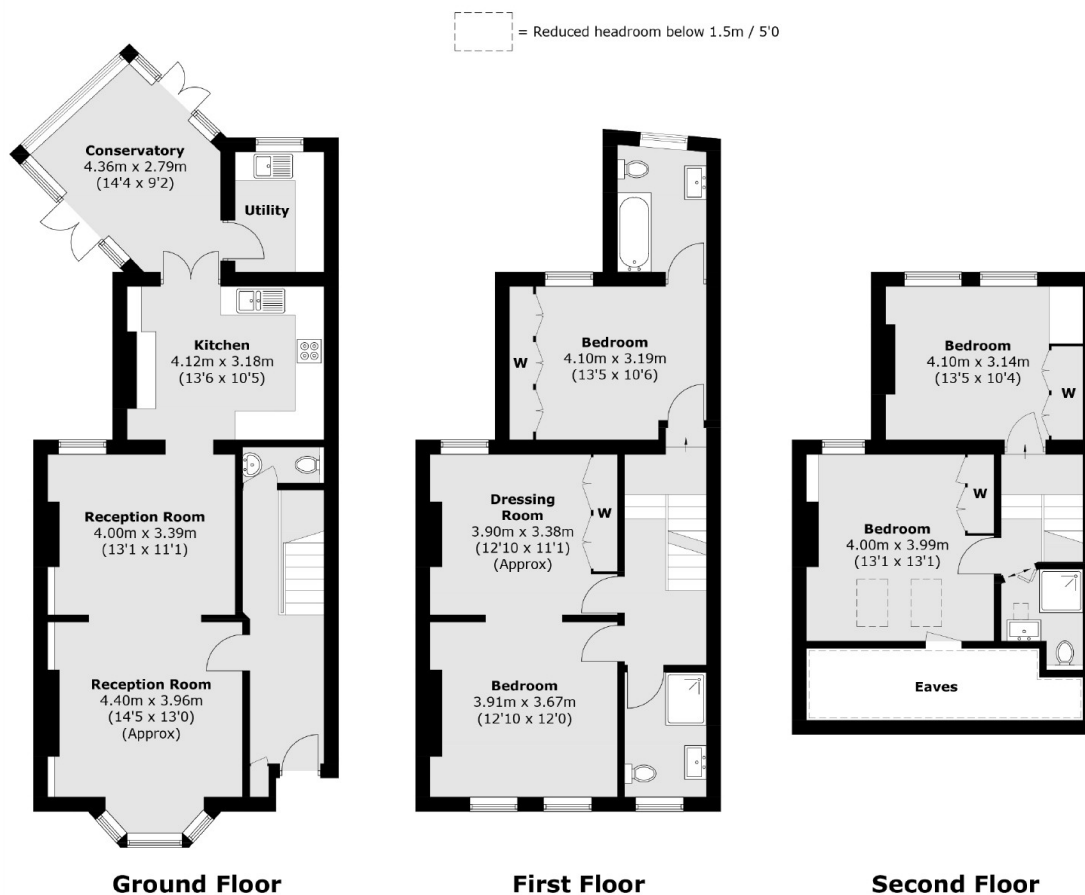 = Reduced headroom below 1.5m / 5'0
Conservatory
4.36m x 2.79m
(14'4 x 9'2)
Utility
Kitchen
4.12m x 3.18m
(13'6 x 10'5)
Reception Room
4.00m x 3.39m
(13'1 x 11'1)
Reception Room
4.40m x 3.96m
(14'5 x 13'0)
(Approx)
Ground Floor
W
Bedroom
4.10m x 3.19m
(13'5 x 10'6)
Dressing
Room
3.90m x 3.38m
(12'10 x 11'1)
(Approx)
W
Bedroom
3.91m x 3.67m
(12'10 x 12'0)
First Floor
Bedroom
4.10m x 3.14m
(13'5 x 10'4)
W
W
Bedroom
4.00m x 3.99m
(13'1 x 13'1)
Eaves
Second Floor